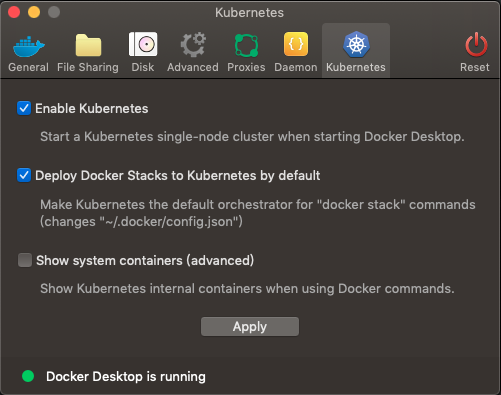 Kubernetes
General File Sharing Disk Advanced Proxies Daemon Kubernetes Reset
Enable Kubernetes
Start a Kubernetes single-node cluster when starting Docker Desktop.
Deploy Docker Stacks to Kubernetes by default
Make Kubernetes the default orchestrator for "docker stack" commands
(changes "~/.docker/config.json")
Show system containers (advanced)
Show Kubernetes internal containers when using Docker commands.
Apply
Docker Desktop is running